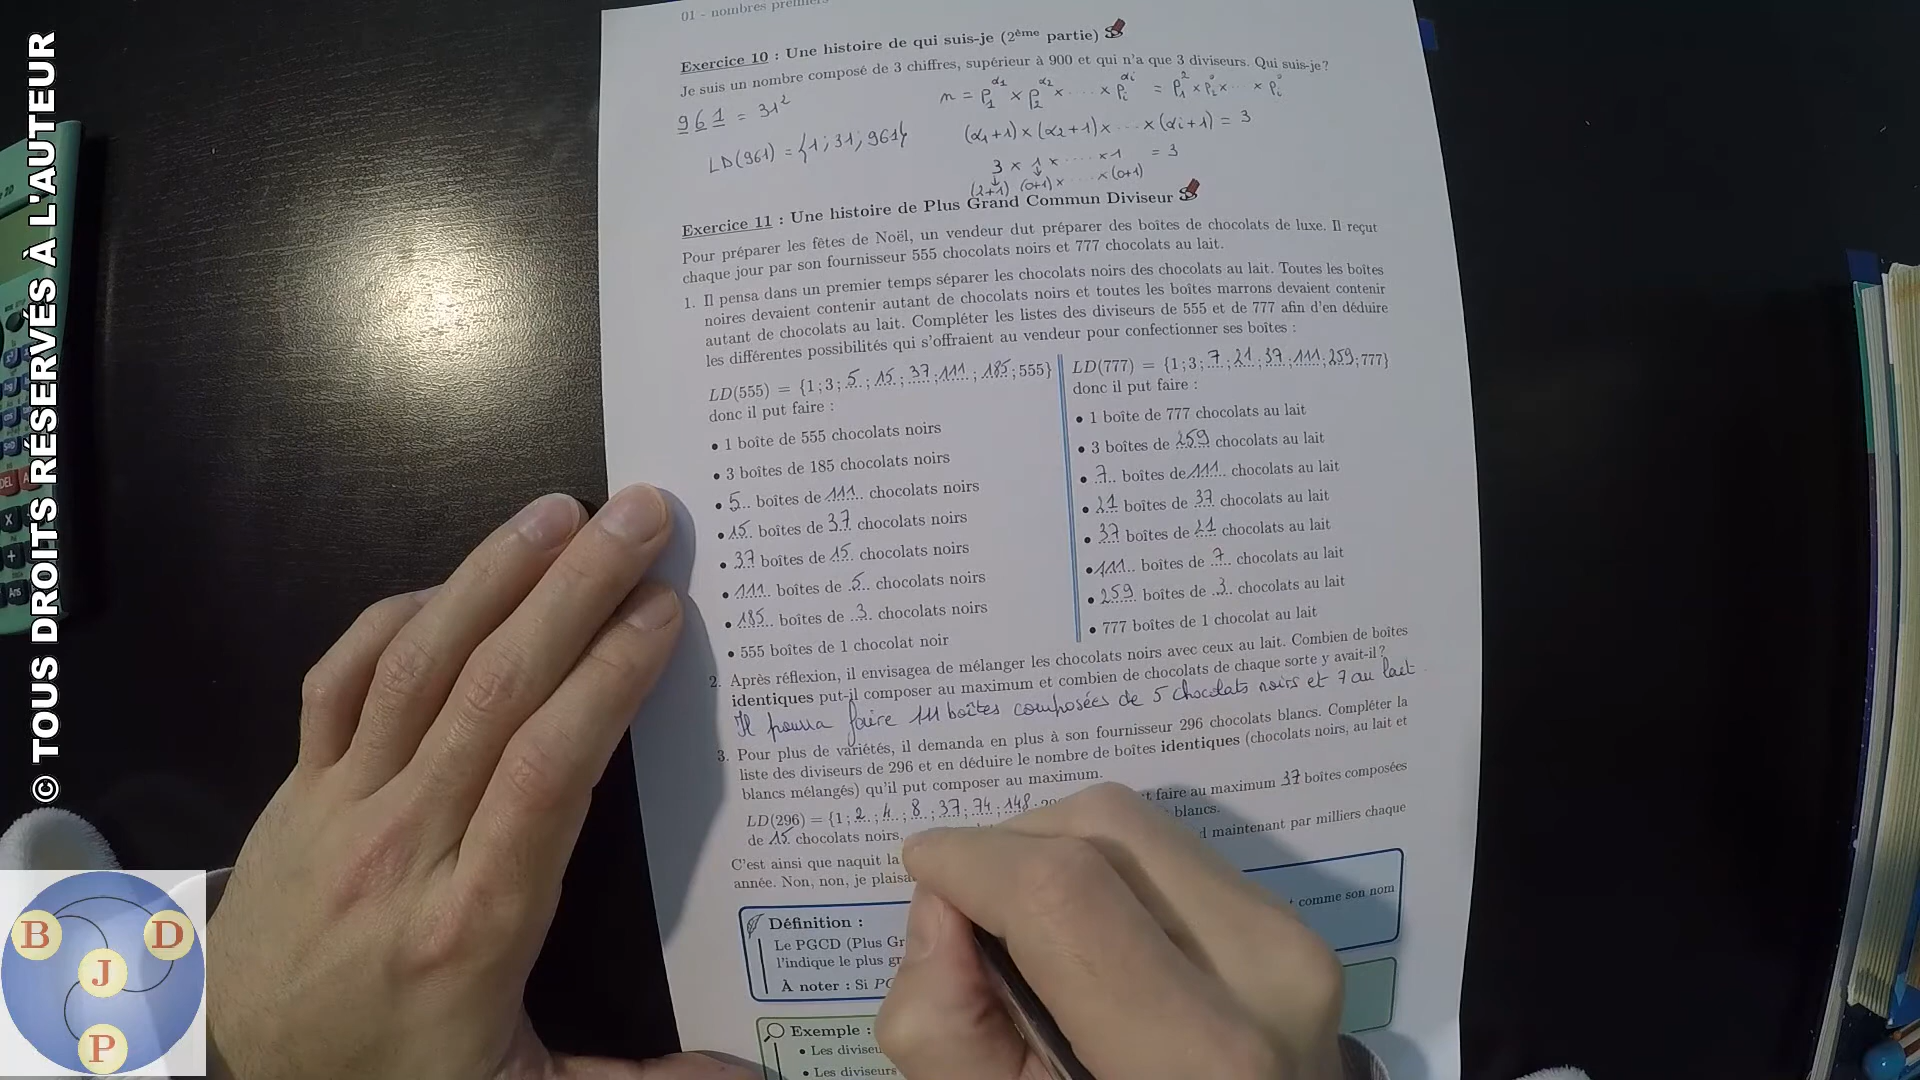 01 - nombres premiers
Exercice 10 : Une histoire de qui suis-je (2ème partie)
Je suis un nombre composé de 3 chiffres, supérieur à 900 et qui n'a que 3 diviseurs. Qui suis-je ?
961 = 31²
LD(961) = {1 ; 31 ; 961}
n = p₁^α₁ × p₂^α₂ × ····· × pᵢ^αᵢ = p₁² × pᵢ⁰ × ··· × pᵢ⁰
(α₁+1) × (α₂+1) × ··· × (αi+1) = 3
3 × 1 × ····· × 1 = 3
(2+1) (0+1) × ···· × (0+1)
Exercice 11 : Une histoire de Plus Grand Commun Diviseur
Pour préparer les fêtes de Noël, un vendeur dut préparer des boîtes de chocolats de luxe. Il reçut
chaque jour par son fournisseur 555 chocolats noirs et 777 chocolats au lait.
1. Il pensa dans un premier temps séparer les chocolats noirs des chocolats au lait. Toutes les boîtes
noires devaient contenir autant de chocolats noirs et toutes les boîtes marrons devaient contenir
autant de chocolats au lait. Compléter les listes des diviseurs de 555 et de 777 afin d'en déduire
les différentes possibilités qui s'offraient au vendeur pour confectionner ses boîtes :
LD(555) = {1 ; 3 ; 5 ; 15 ; 37 ; 111 ; 185 ; 555}
donc il put faire :
• 1 boîte de 555 chocolats noirs
• 3 boîtes de 185 chocolats noirs
• 5 boîtes de 111 chocolats noirs
• 15 boîtes de 37 chocolats noirs
• 37 boîtes de 15 chocolats noirs
• 111 boîtes de 5 chocolats noirs
• 185 boîtes de 3 chocolats noirs
• 555 boîtes de 1 chocolat noir
LD(777) = {1 ; 3 ; 7 ; 21 ; 37 ; 111 ; 259 ; 777}
donc il put faire :
• 1 boîte de 777 chocolats au lait
• 3 boîtes de 259 chocolats au lait
• 7 boîtes de 111 chocolats au lait
• 21 boîtes de 37 chocolats au lait
• 37 boîtes de 21 chocolats au lait
• 111 boîtes de 7 chocolats au lait
• 259 boîtes de 3 chocolats au lait
• 777 boîtes de 1 chocolat au lait
2. Après réflexion, il envisagea de mélanger les chocolats noirs avec ceux au lait. Combien de boîtes
identiques put-il composer au maximum et combien de chocolats de chaque sorte y avait-il ?
Il pourra faire 111 boîtes composées de 5 chocolats noirs et 7 au lait
3. Pour plus de variétés, il demanda en plus à son fournisseur 296 chocolats blancs. Compléter la
liste des diviseurs de 296 et en déduire le nombre de boîtes identiques (chocolats noirs, au lait et
blancs mélangés) qu'il put composer au maximum.
LD(296) = {1 ; 2 ; 4 ; 8 ; 37 ; 74 ; 148 ; faire au maximum 37 boîtes composées
de 15 chocolats noirs, blancs.
C'est ainsi que naquit la maintenant par milliers chaque
année. Non, non, je plaisa
Définition :
Le PGCD (Plus Gr comme son nom
l'indique le plus gr
À noter : Si PG
Exemple :
• Les diviseu
• Les diviseurs
© TOUS DROITS RÉSERVÉS À L'AUTEUR
B D
J
P
DEL
Ans